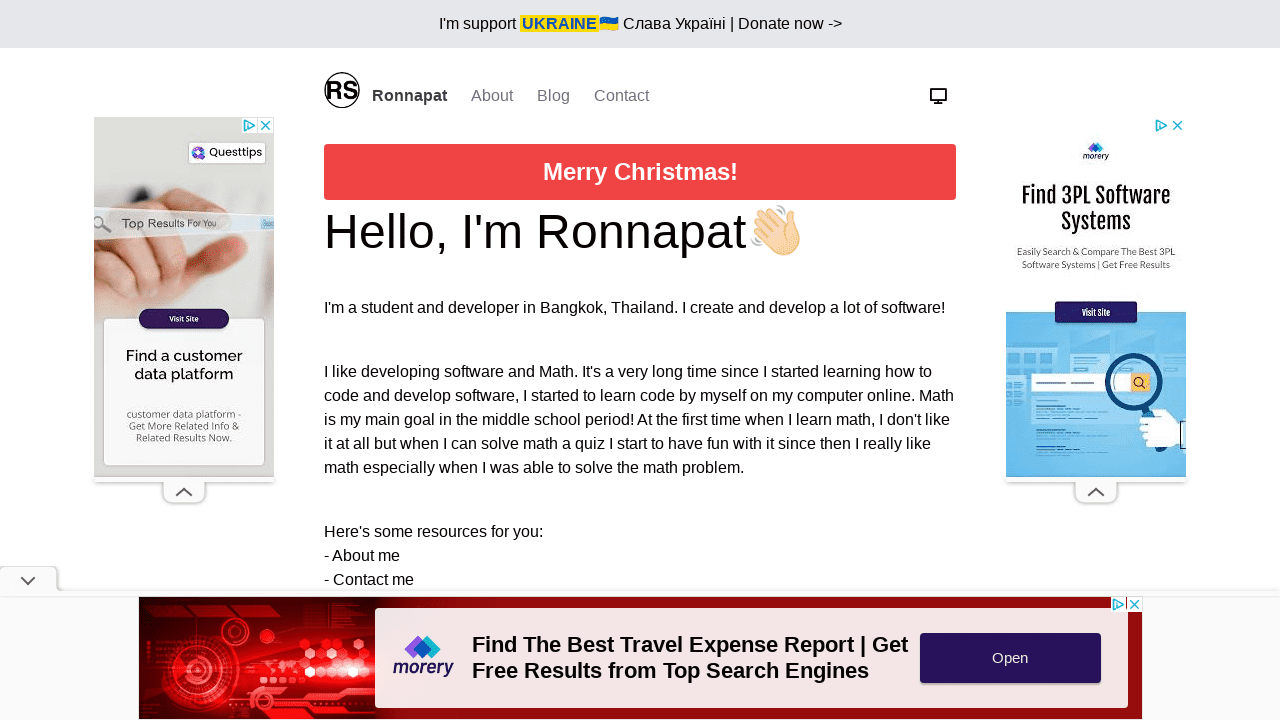 I'm support UKRAINE🇺🇦 Слава Україні | Donate now ->
RS Ronnapat About Blog Contact
Merry Christmas!
Hello, I'm Ronnapat👋🏻
I'm a student and developer in Bangkok, Thailand. I create and develop a lot of software!
I like developing software and Math. It's a very long time since I started learning how to
code and develop software, I started to learn code by myself on my computer online. Math
is my main goal in the middle school period! At the first time when I learn math, I don't like
it at all but when I can solve math a quiz I start to have fun with it since then I really like
math especially when I was able to solve the math problem.
Here's some resources for you:
- About me
- Contact me
Questtips
Top Results For You
Visit Site
Find a customer
data platform
customer data platform -
Get More Related Info &
Related Results Now.
morery
Find 3PL Software
Systems
Easily Search & Compare The Best 3PL
Software Systems | Get Free Results
Visit Site
morery
Find The Best Travel Expense Report | Get
Free Results from Top Search Engines
Open